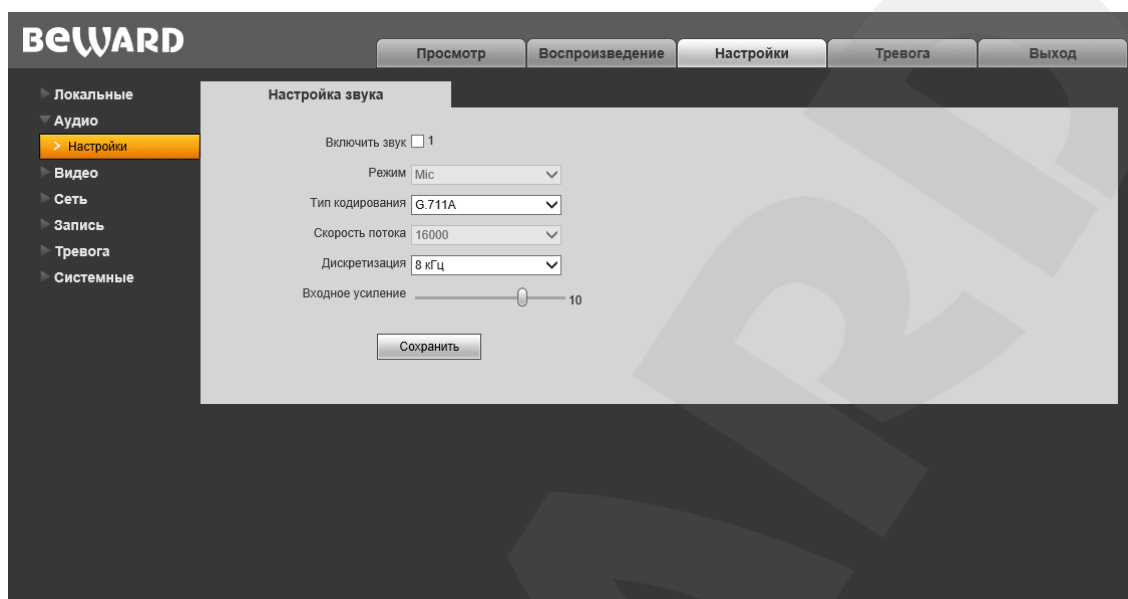 BEWARD
Просмотр Воспроизведение Настройки Тревога Выход
Локальные
Аудио
> Настройки
Видео
Сеть
Запись
Тревога
Системные
Настройка звука
Включить звук 1
Режим Mic
Тип кодирования G.711A
Скорость потока 16000
Дискретизация 8 кГц
Входное усиление 10
Сохранить